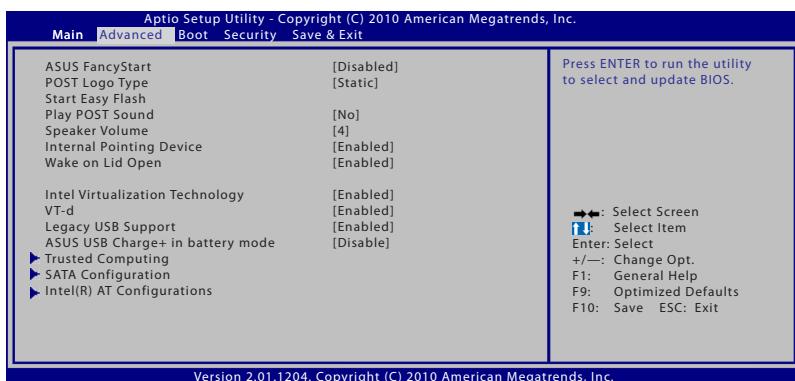 Aptio Setup Utility - Copyright (C) 2010 American Megatrends, Inc.
Main Advanced Boot Security Save & Exit
ASUS FancyStart [Disabled]
POST Logo Type [Static]
Start Easy Flash
Play POST Sound [No]
Speaker Volume [4]
Internal Pointing Device [Enabled]
Wake on Lid Open [Enabled]
Intel Virtualization Technology [Enabled]
VT-d [Enabled]
Legacy USB Support [Enabled]
ASUS USB Charge+ in battery mode [Disable]
Trusted Computing
SATA Configuration
Intel(R) AT Configurations
Press ENTER to run the utility
to select and update BIOS.
→←: Select Screen
↑↓: Select Item
Enter: Select
+/—: Change Opt.
F1: General Help
F9: Optimized Defaults
F10: Save ESC: Exit
Version 2.01.1204. Copyright (C) 2010 American Megatrends, Inc.